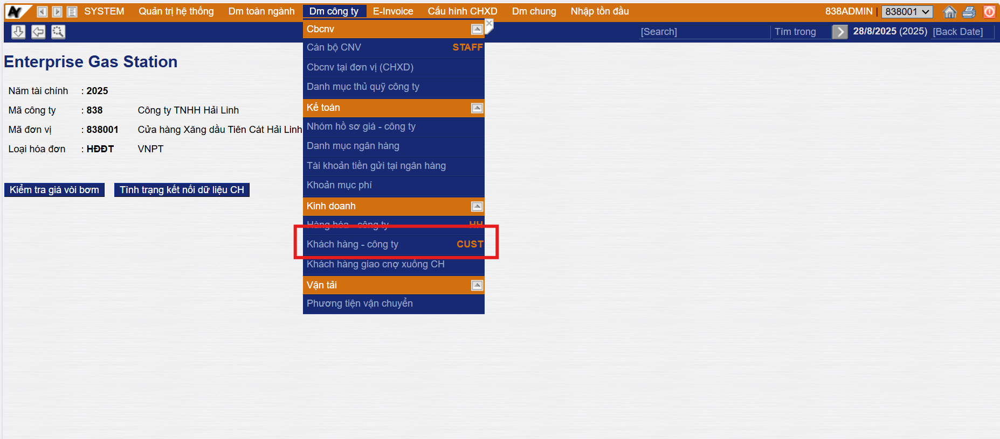 SYSTEM Quản trị hệ thống Dm toàn ngành Dm công ty E-Invoice Cấu hình CHXD Dm chung Nhập tồn đầu 838ADMIN | 838001
[Search] Tìm trong 28/8/2025 (2025) [Back Date]
Enterprise Gas Station
Năm tài chính : 2025
Mã công ty : 838 Công ty TNHH Hải Linh
Mã đơn vị : 838001 Cửa hàng Xăng dầu Tiên Cát Hải Linh
Loại hóa đơn : HĐĐT VNPT
Kiểm tra giá vòi bơm Tình trạng kết nối dữ liệu CH
Cbcnv
Cán bộ CNV STAFF
Cbcnv tại đơn vị (CHXD)
Danh mục thủ quỹ công ty
Kế toán
Nhóm hồ sơ giá - công ty
Danh mục ngân hàng
Tài khoản tiền gửi tại ngân hàng
Khoản mục phí
Kinh doanh
Hàng hóa - công ty HH
Khách hàng - công ty CUST
Khách hàng giao cnợ xuống CH
Vận tải
Phương tiện vận chuyển